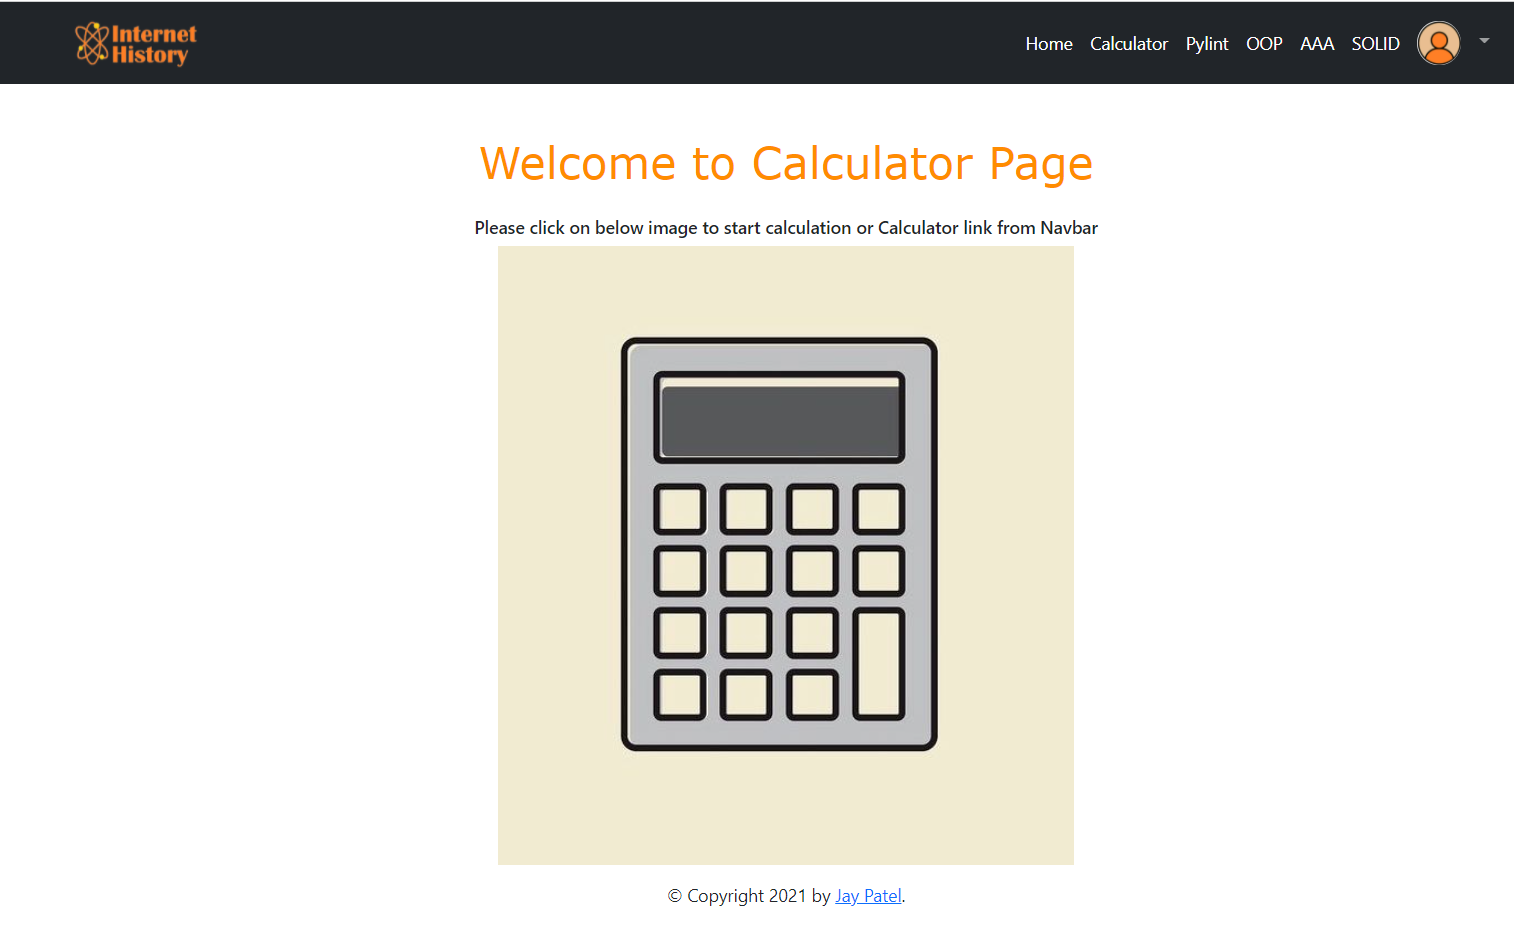 Internet
History
Home Calculator Pylint OOP AAA SOLID
Welcome to Calculator Page
Please click on below image to start calculation or Calculator link from Navbar
© Copyright 2021 by Jay Patel.